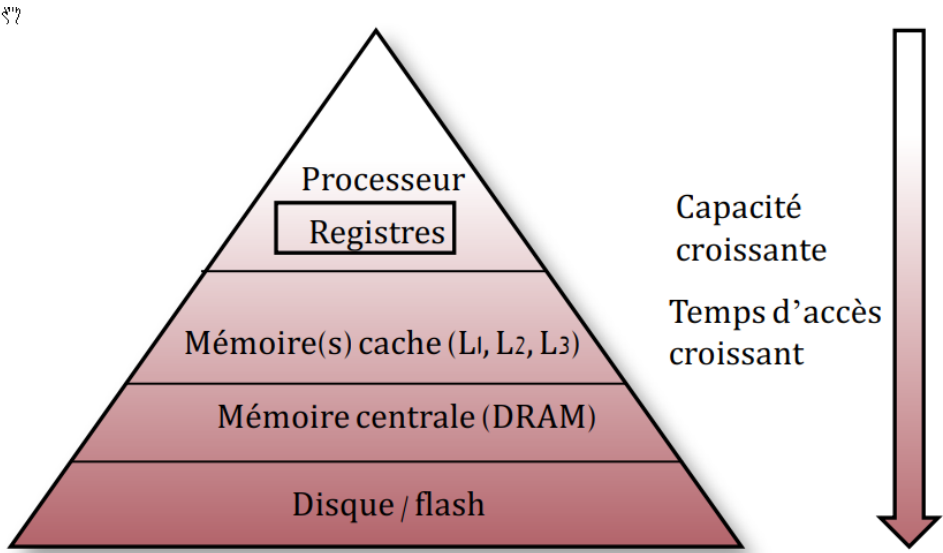 Processeur
Registres
Capacité
croissante
Temps d’accès
croissant
Mémoire(s) cache (L1, L2, L3)
Mémoire centrale (DRAM)
Disque / flash